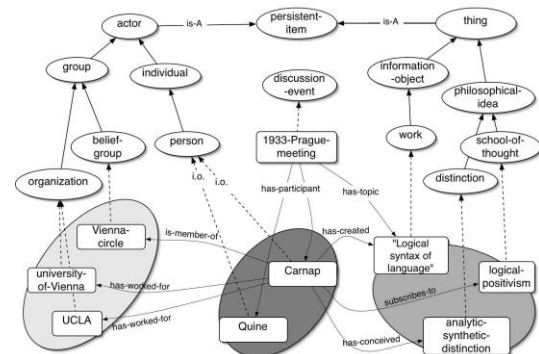 actor
is-A
persistent-
item
is-A
thing
group
individual
discussion
-event
information
-object
philosophical-
idea
belief-
group
person
1933-Prague-
meeting
work
school-of-
thought
organization
i.o.
i.o.
has-participant
has-topic
distinction
Vienna-
circle
is-member-of
has-created
"Logical
syntax of
language"
university-
of-Vienna
has-worked-for
Carnap
logical-
positivism
subscribes-to
UCLA
has-worked-for
Quine
has-conceived
analytic-
synthetic-
distinction